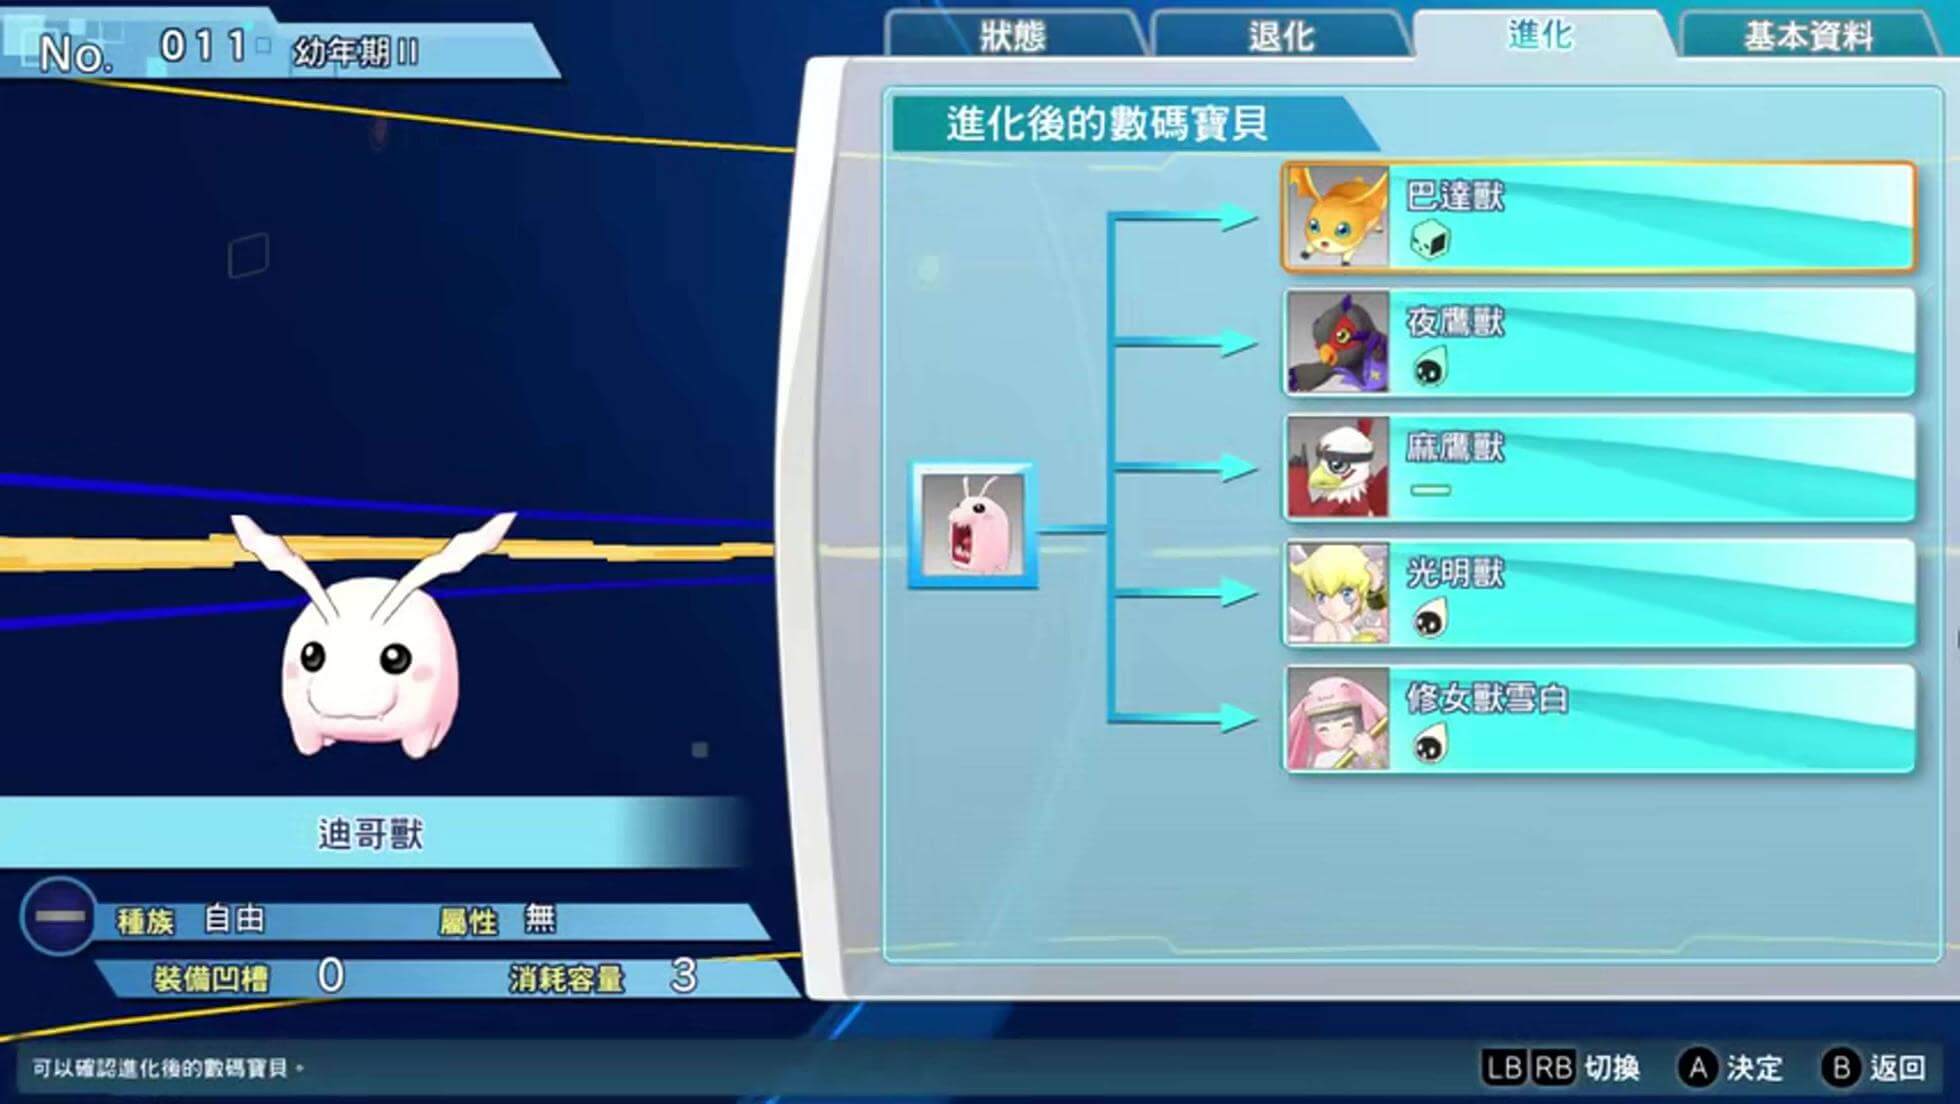 No. 011 幼年期II
狀態 退化 進化 基本資料
進化後的數碼寶貝
巴達獸
夜鷹獸
麻鷹獸
光明獸
修女獸雪白
迪哥獸
種族 自由 屬性 無
裝備凹槽 0 消耗容量 3
可以確認進化後的數碼寶貝。
LB RB 切換 A 決定 B 返回